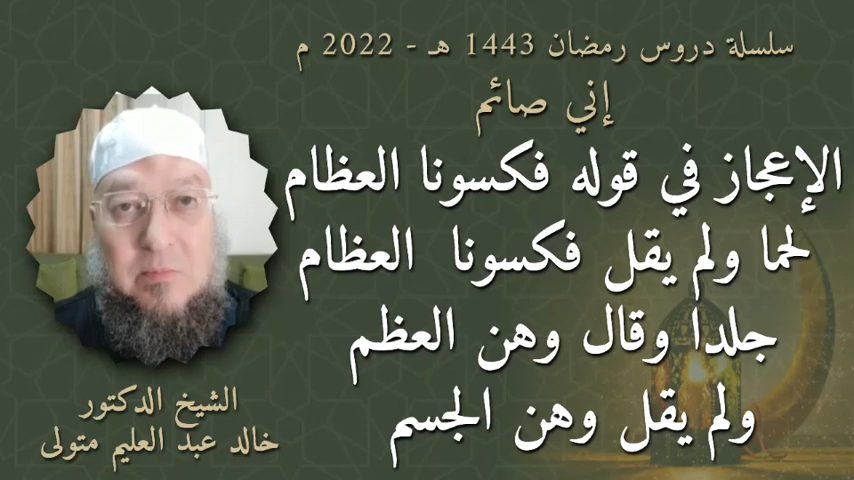 سلسلة دروس رمضان 1443 هـ - 2022 م
إني صائم
الإعجاز في قوله فكسونا العظام
لحما ولم يقل فكسونا العظام
جلدا وقال وهن العظم
ولم يقل وهن الجسم
الشيخ الدكتور
خالد عبد العليم متولى